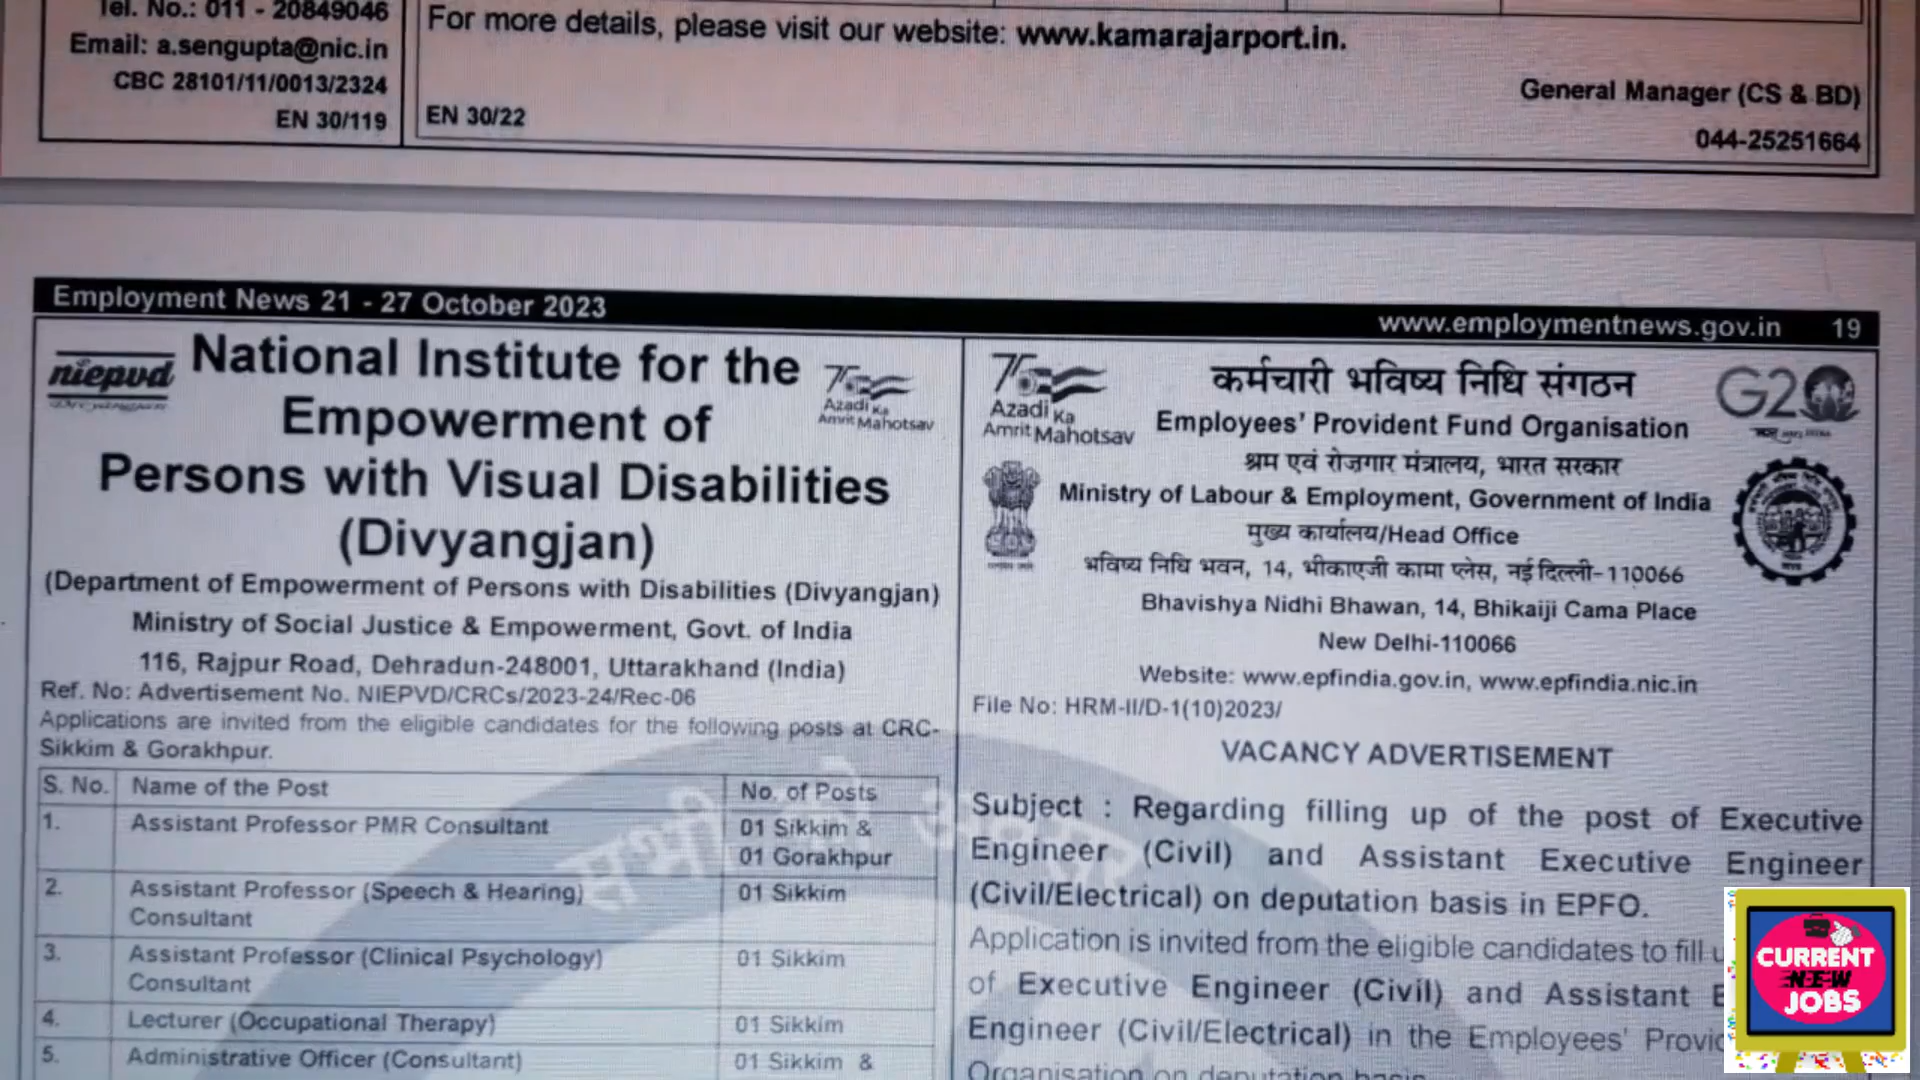 Tel. No.: 011 - 20849046
Email: a.sengupta@nic.in
CBC 28101/11/0013/2324
EN 30/119
For more details, please visit our website: www.kamarajarport.in.
General Manager (CS & BD)
EN 30/22
044-25251664
Employment News 21 - 27 October 2023
www.employmentnews.gov.in 19
niepvd
National Institute for the
Empowerment of
Persons with Visual Disabilities
(Divyangjan)
Azadi Ka
Amrit Mahotsav
(Department of Empowerment of Persons with Disabilities (Divyangjan)
Ministry of Social Justice & Empowerment, Govt. of India
116, Rajpur Road, Dehradun-248001, Uttarakhand (India)
Ref. No: Advertisement No. NIEPVD/CRCs/2023-24/Rec-06
Applications are invited from the eligible candidates for the following posts at CRC-
Sikkim & Gorakhpur.
S. No. Name of the Post No. of Posts
1. Assistant Professor PMR Consultant 01 Sikkim &
01 Gorakhpur
2. Assistant Professor (Speech & Hearing) 01 Sikkim
Consultant
3. Assistant Professor (Clinical Psychology) 01 Sikkim
Consultant
4. Lecturer (Occupational Therapy) 01 Sikkim
5. Administrative Officer (Consultant) 01 Sikkim &
75
Azadi Ka
Amrit Mahotsav
कर्मचारी भविष्य निधि संगठन
Employees' Provident Fund Organisation
G20
श्रम एवं रोज़गार मंत्रालय, भारत सरकार
Ministry of Labour & Employment, Government of India
मुख्य कार्यालय/Head Office
भविष्य निधि भवन, 14, भीकाएजी कामा प्लेस, नई दिल्ली-110066
Bhavishya Nidhi Bhawan, 14, Bhikaiji Cama Place
New Delhi-110066
Website: www.epfindia.gov.in, www.epfindia.nic.in
File No: HRM-II/D-1(10)2023/
VACANCY ADVERTISEMENT
Subject : Regarding filling up of the post of Executive
Engineer (Civil) and Assistant Executive Engineer
(Civil/Electrical) on deputation basis in EPFO.
Application is invited from the eligible candidates to fill
of Executive Engineer (Civil) and Assistant
Engineer (Civil/Electrical) in the Employees'
Organisation on deputation basis
CURRENT
NEW
JOBS